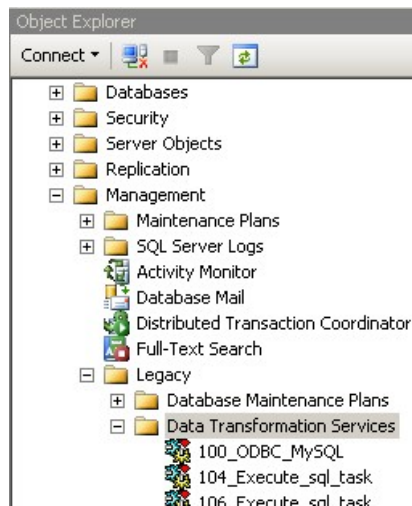 Object Explorer
Connect
Databases
Security
Server Objects
Replication
Management
Maintenance Plans
SQL Server Logs
Activity Monitor
Database Mail
Distributed Transaction Coordinator
Full-Text Search
Legacy
Database Maintenance Plans
Data Transformation Services
100_ODBC_MySQL
104_Execute_sql_task
106_Execute_sql_task